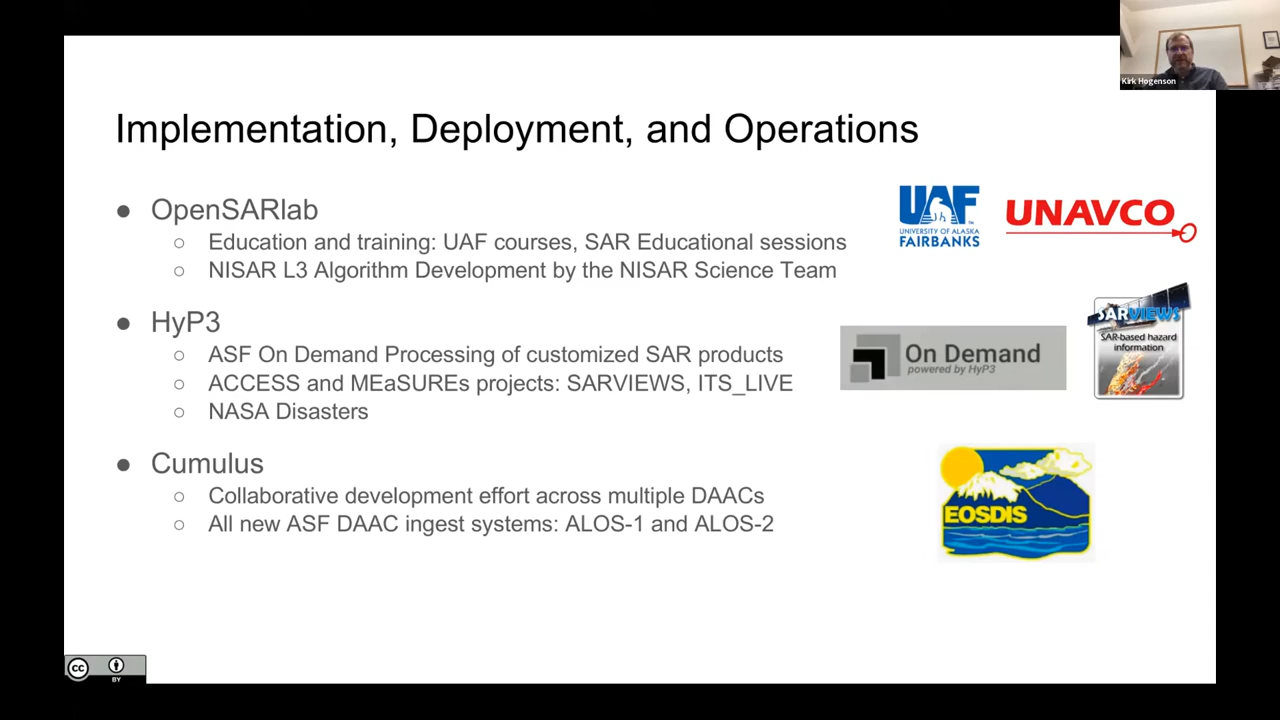 Kirk Hogenson
Implementation, Deployment, and Operations
● OpenSARlab
○ Education and training: UAF courses, SAR Educational sessions
○ NISAR L3 Algorithm Development by the NISAR Science Team
UAF
UNIVERSITY OF ALASKA
FAIRBANKS
UNAVCO
● HyP3
○ ASF On Demand Processing of customized SAR products
○ ACCESS and MEaSUREs projects: SARVIEWS, ITS_LIVE
○ NASA Disasters
On Demand
powered by HyP3
SARVIEWS
SAR-based hazard
information
● Cumulus
○ Collaborative development effort across multiple DAACs
○ All new ASF DAAC ingest systems: ALOS-1 and ALOS-2
EOSDIS
cc
BY